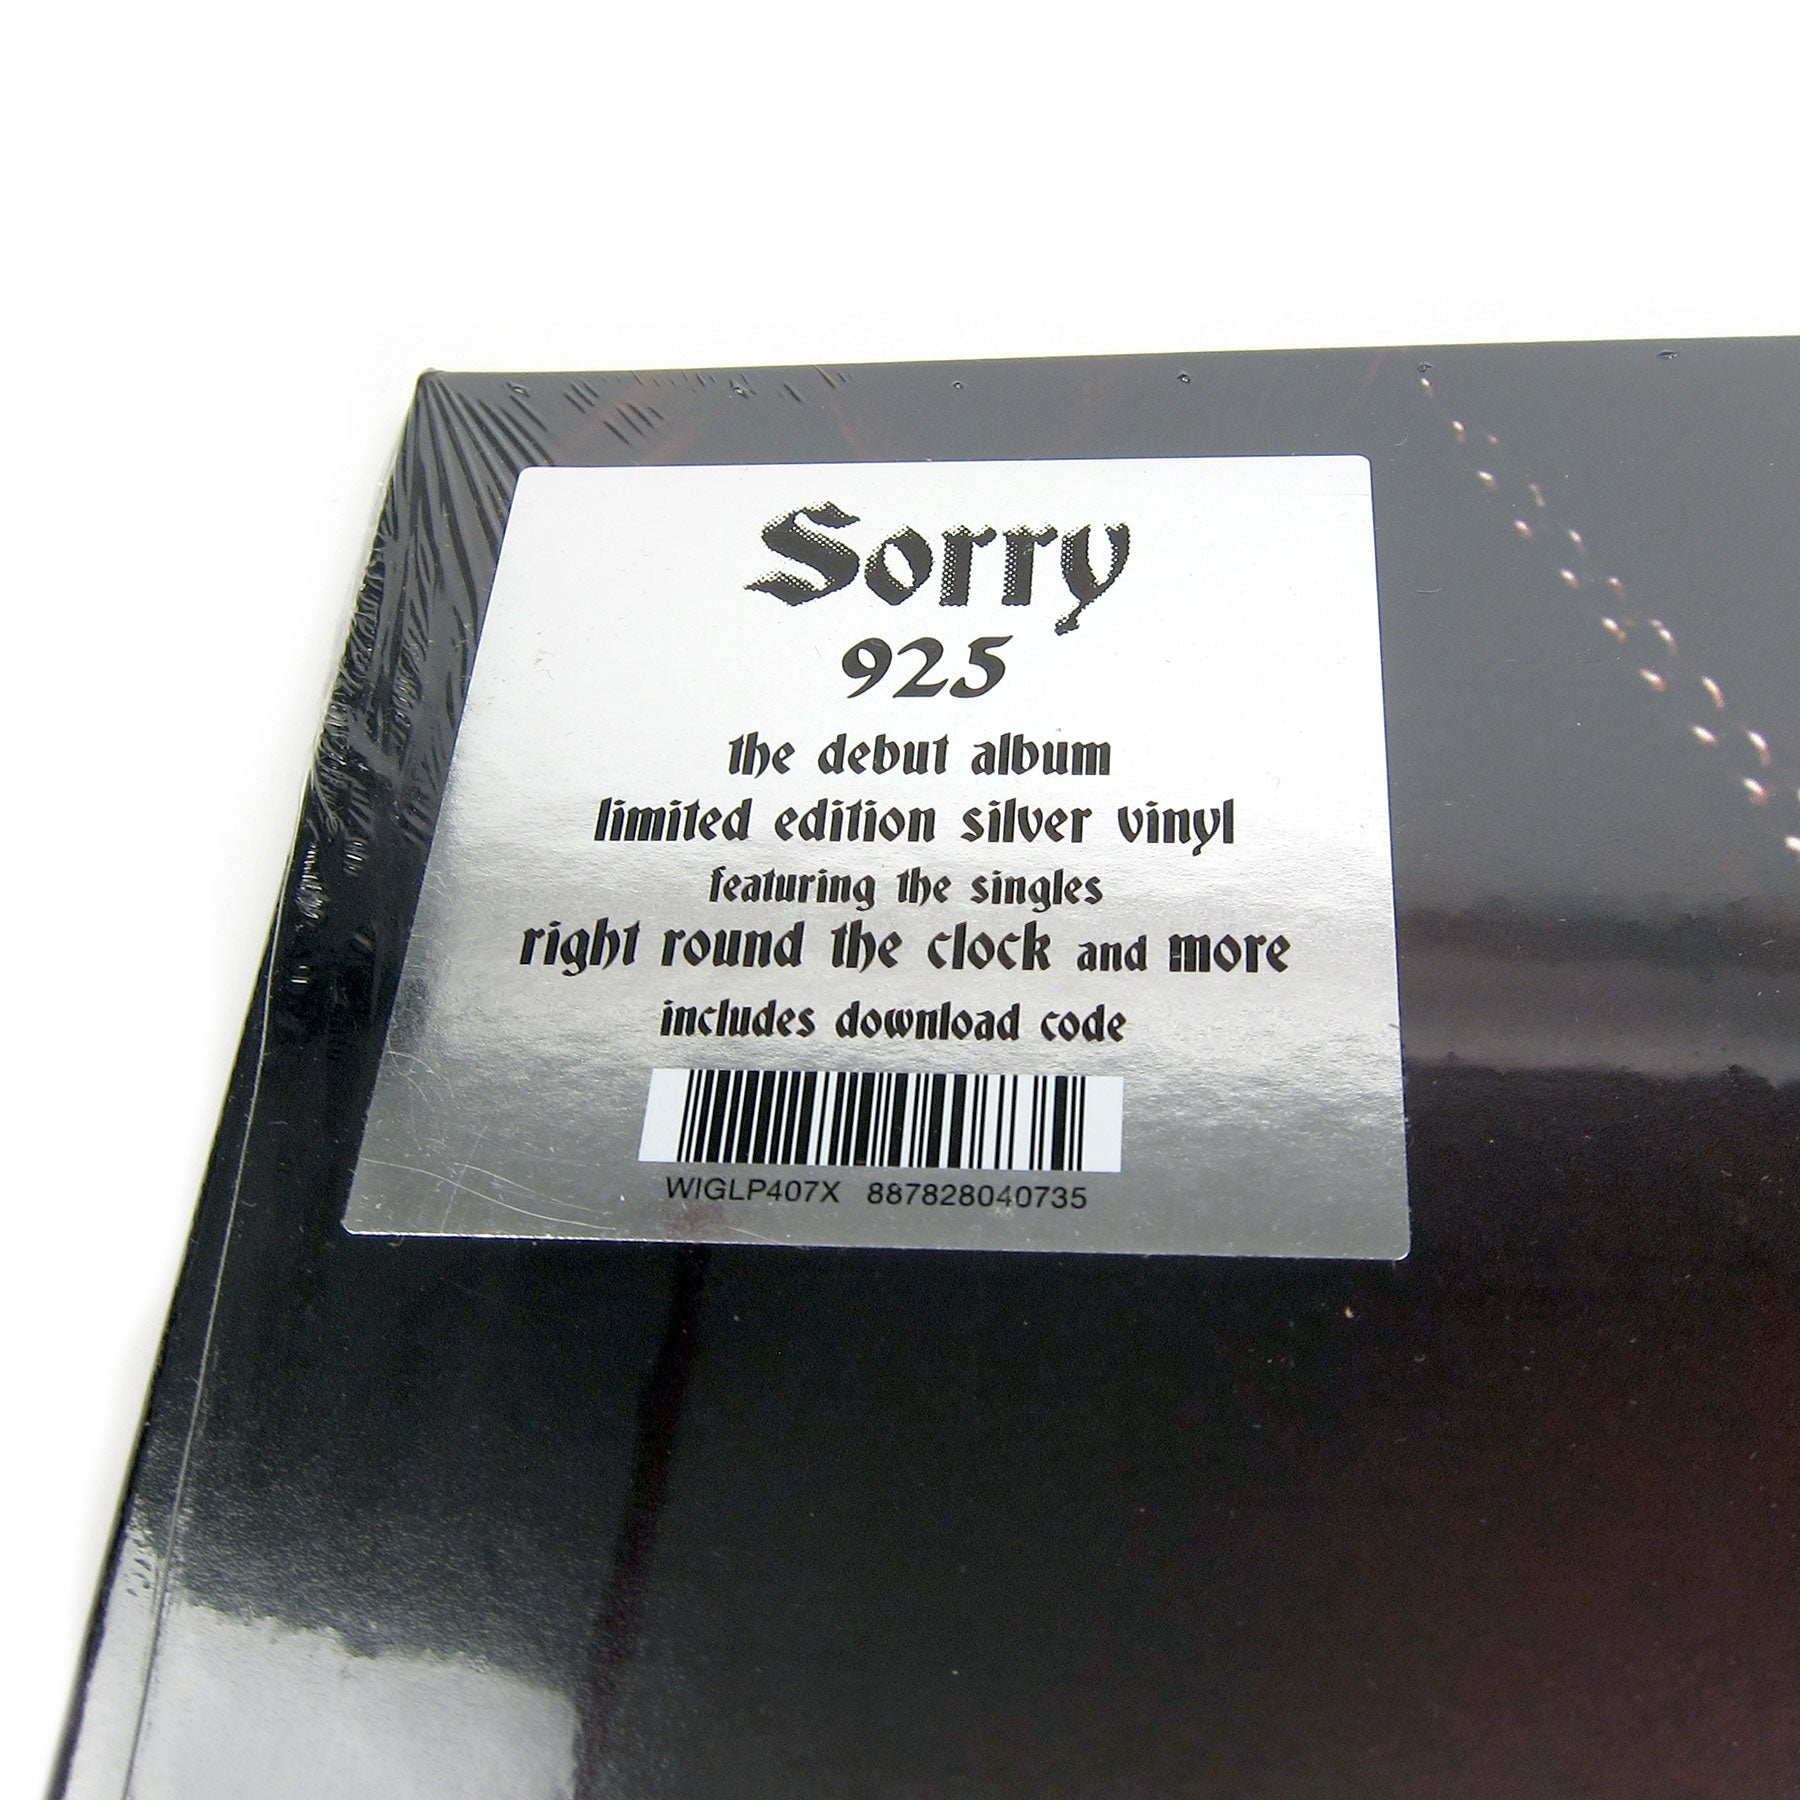 Sorry
925
the debut album
limited edition silver vinyl
featuring the singles
right round the clock and more
includes download code
WIGLP407X 887828040735